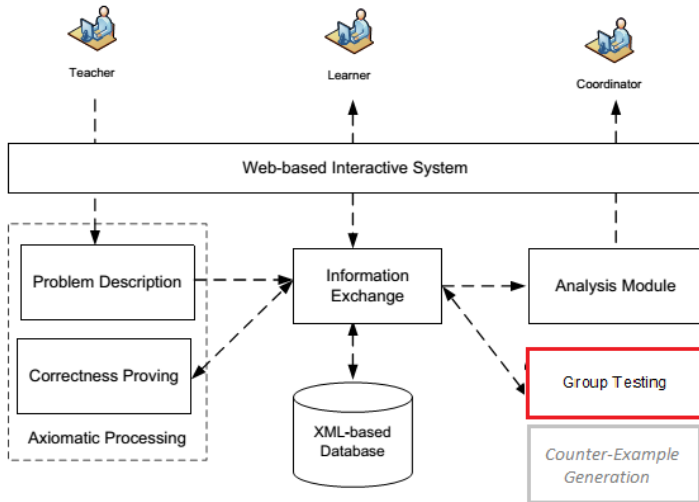 Teacher
Learner
Coordinator
Web-based Interactive System
Problem Description
Information
Exchange
Analysis Module
Correctness Proving
Group Testing
Axiomatic Processing
XML-based
Database
Counter-Example
Generation